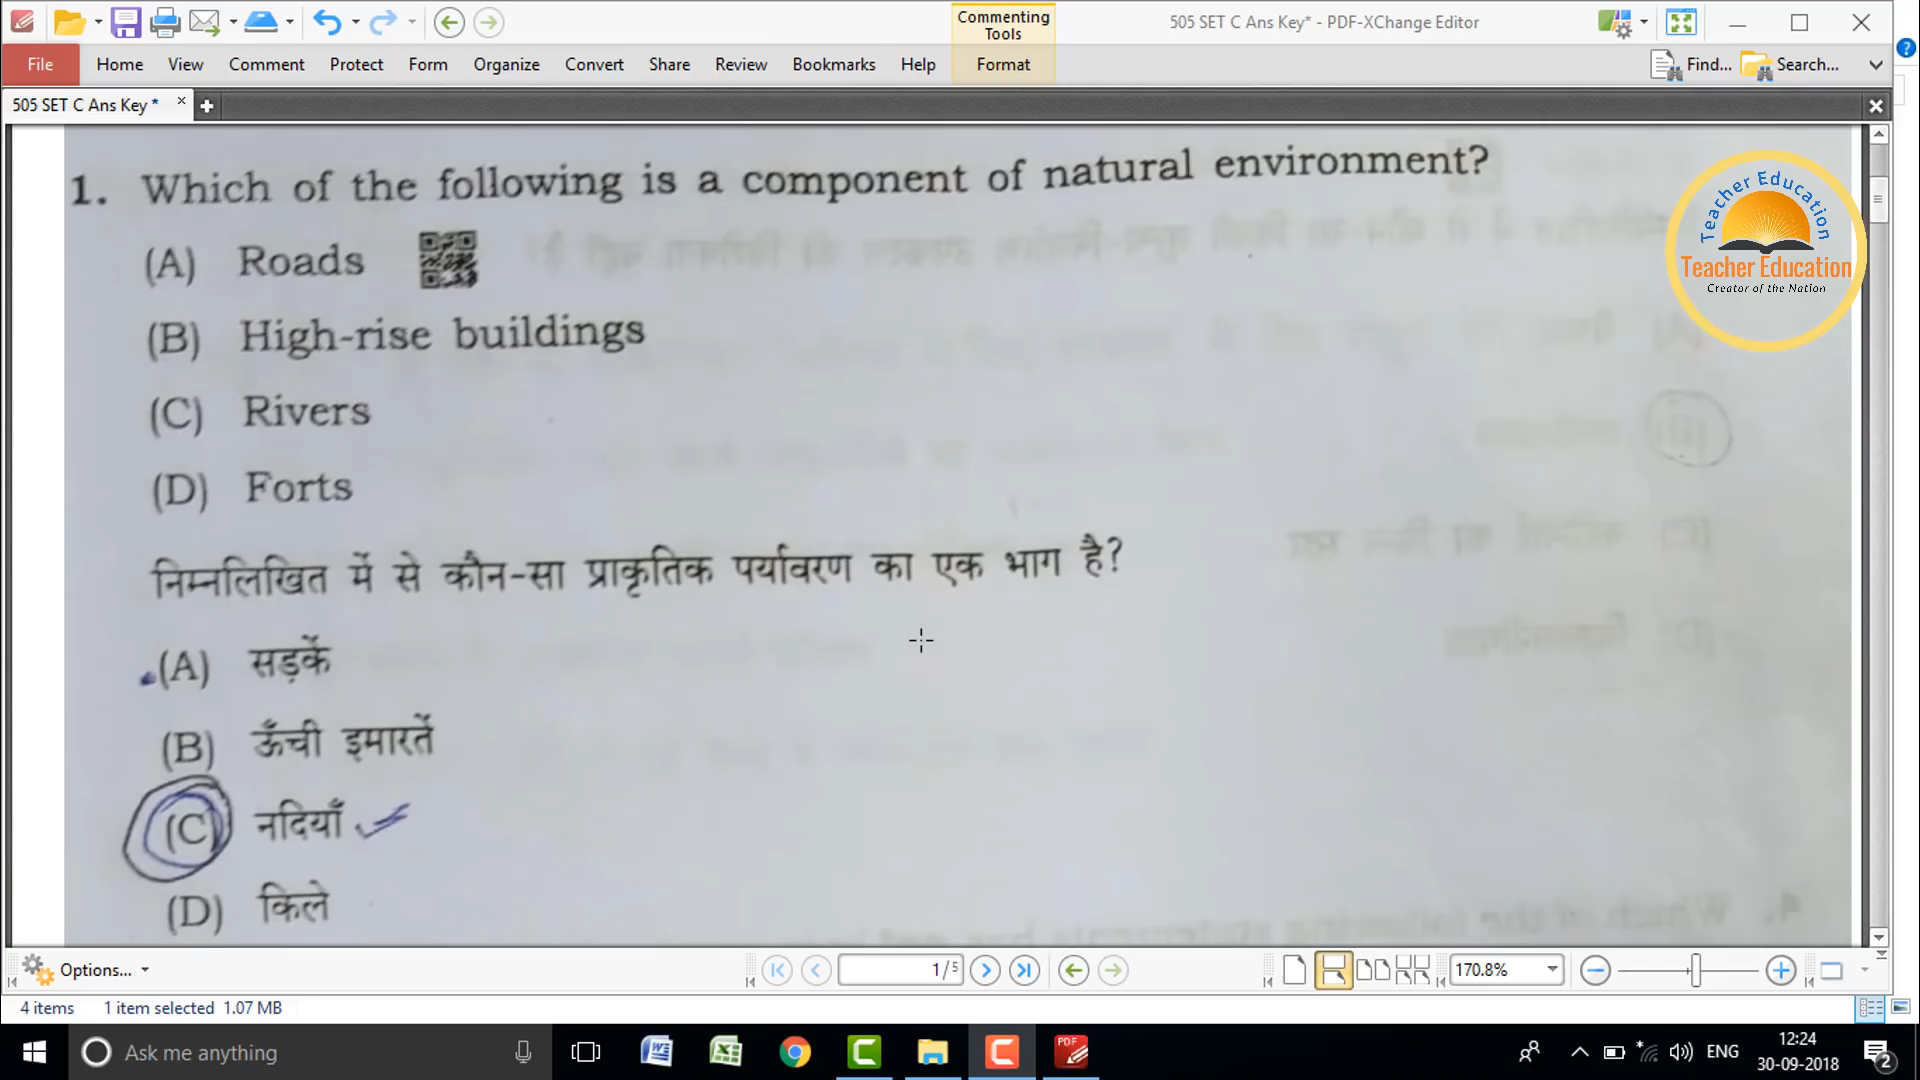 Commenting
Tools
505 SET C Ans Key* - PDF-XChange Editor
File Home View Comment Protect Form Organize Convert Share Review Bookmarks Help Format Find... Search...
505 SET C Ans Key *
1. Which of the following is a component of natural environment?
(A) Roads
(B) High-rise buildings
(C) Rivers
(D) Forts
निम्नलिखित में से कौन-सा प्राकृतिक पर्यावरण का एक भाग है?
(A) सड़कें
(B) ऊँची इमारतें
(C) नदियाँ
(D) किले
Teacher Education
Teacher Education
Creator of the Nation
Options... 1/5 170.8%
4 items 1 item selected 1.07 MB
Ask me anything
ENG
12:24
30-09-2018
2